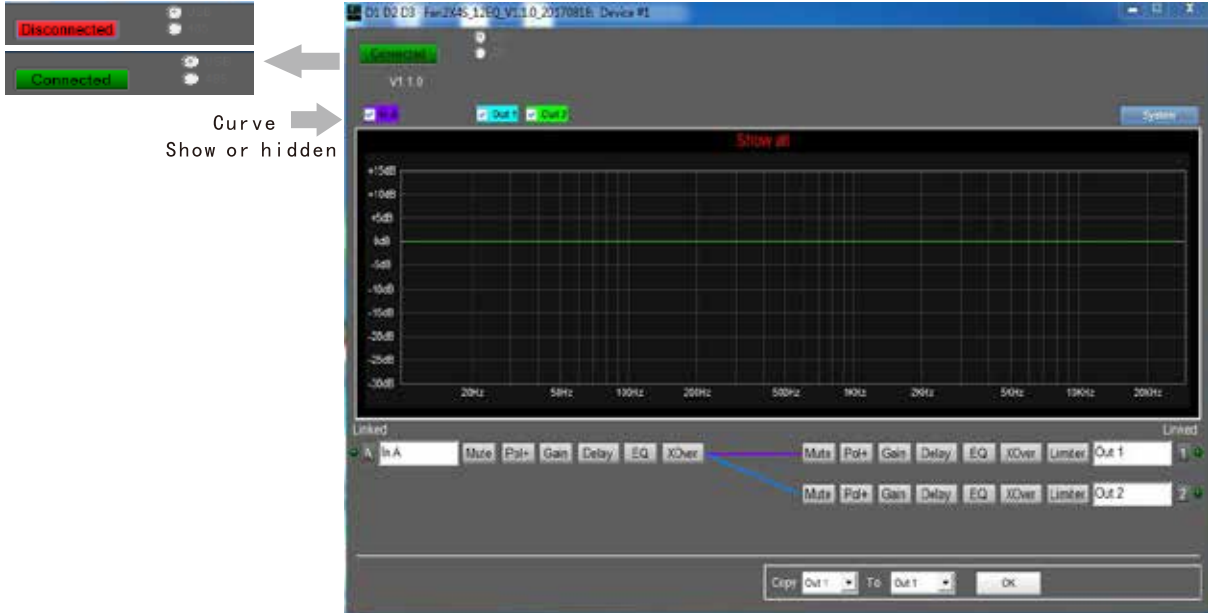 Disconnected
Connected
Curve
Show or hidden
D1 D2 D3 Fan2X4S_12EQ_V1.1.0_20170818: Device #1
Connected
V1.1.0
In A
Out 1
Out 2
System
Show all
+15dB
+10dB
+5dB
0dB
-5dB
-10dB
-15dB
-20dB
-25dB
-30dB
20Hz 50Hz 100Hz 200Hz 500Hz 1KHz 2KHz 5KHz 10KHz 20KHz
Linked Linked
A In A Mute Pol+ Gain Delay EQ XOver Mute Pol+ Gain Delay EQ XOver Limiter Out 1 1
Mute Pol+ Gain Delay EQ XOver Limiter Out 2 2
Copy Out 1 To Out 1 OK